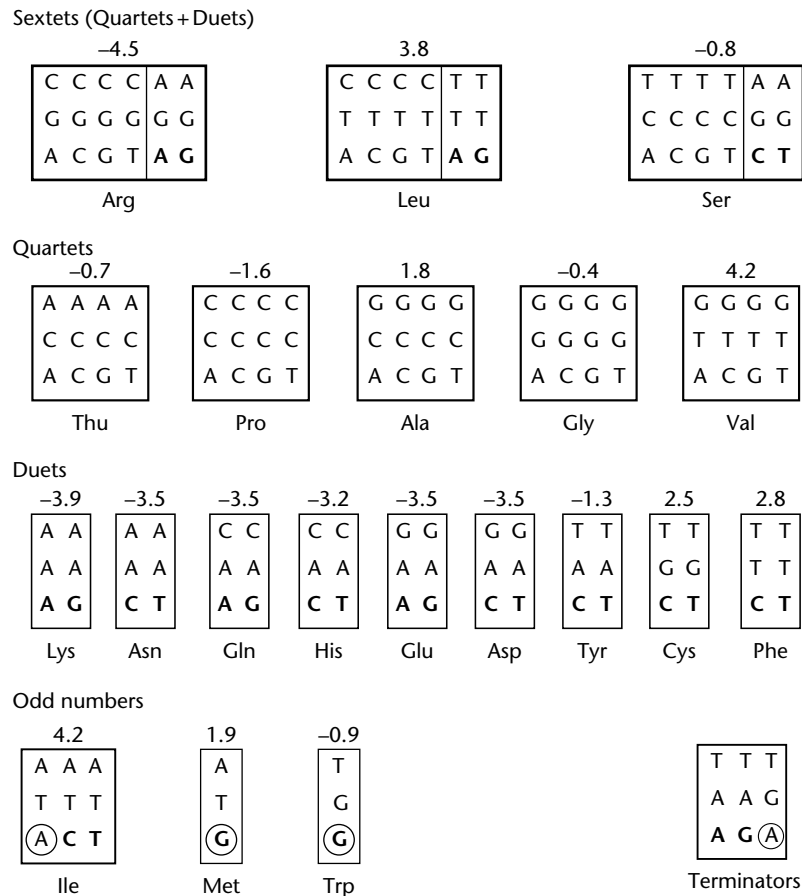 Sextets (Quartets+Duets)
–4.5 3.8 –0.8
C C C C A A C C C C T T T T T T A A
G G G G G G T T T T T T C C C C G G
A C G T A G A C G T A G A C G T C T
Arg Leu Ser
Quartets
–0.7 –1.6 1.8 –0.4 4.2
A A A A C C C C G G G G G G G G G G G G
C C C C C C C C C C C C G G G G T T T T
A C G T A C G T A C G T A C G T A C G T
Thu Pro Ala Gly Val
Duets
–3.9 –3.5 –3.5 –3.2 –3.5 –3.5 –1.3 2.5 2.8
A A A A C C C C G G G G T T T T T T
A A A A A A A A A A A A A A G G T T
A G C T A G C T A G C T C T C T C T
Lys Asn Gln His Glu Asp Tyr Cys Phe
Odd numbers
4.2 1.9 –0.9
A A A A T T T T
T T T T G A A G
A C T G G A G A
Ile Met Trp Terminators